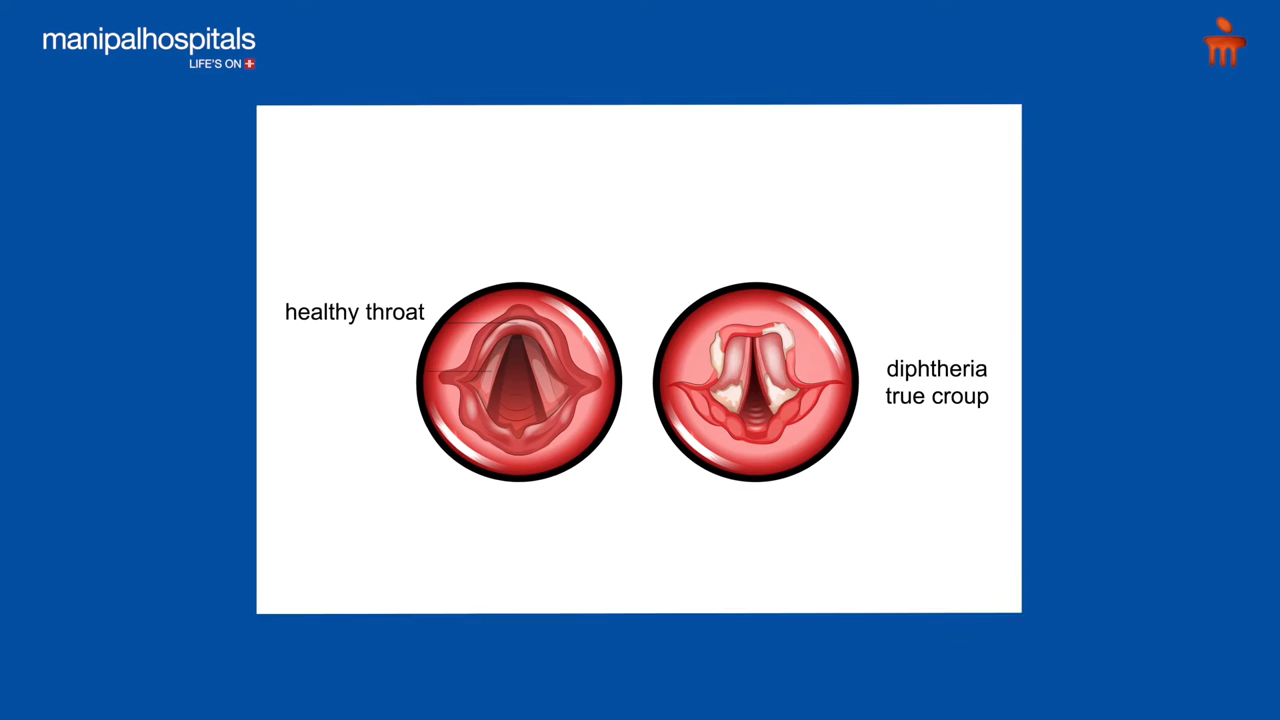 manipalhospitals
LIFE'S ON
healthy throat
diphtheria
true croup